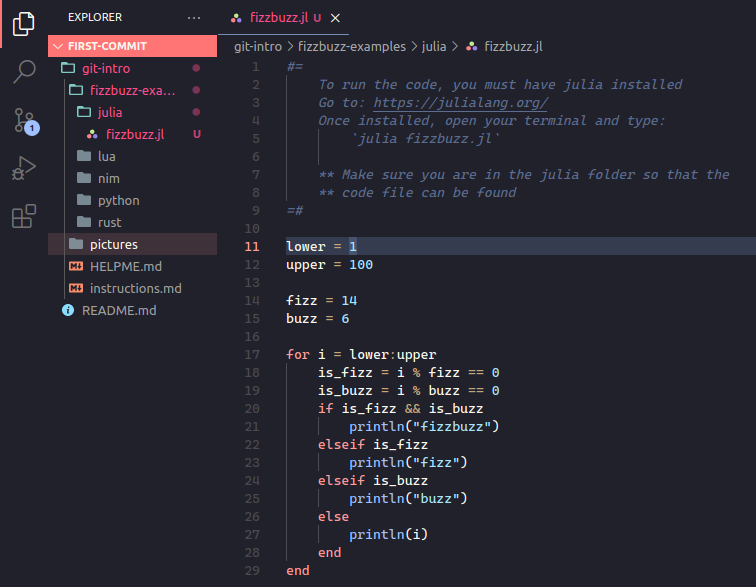 EXPLORER
FIRST-COMMIT
git-intro
fizzbuzz-exa...
julia
fizzbuzz.jl U
lua
nim
python
rust
pictures
HELPME.md
instructions.md
README.md
1
fizzbuzz.jl U
git-intro > fizzbuzz-examples > julia > fizzbuzz.jl
1 #=
2 To run the code, you must have julia installed
3 Go to: https://julialang.org/
4 Once installed, open your terminal and type:
5 `julia fizzbuzz.jl`
6
7 ** Make sure you are in the julia folder so that the
8 ** code file can be found
9 =#
10
11 lower = 1
12 upper = 100
13
14 fizz = 14
15 buzz = 6
16
17 for i = lower:upper
18 is_fizz = i % fizz == 0
19 is_buzz = i % buzz == 0
20 if is_fizz && is_buzz
21 println("fizzbuzz")
22 elseif is_fizz
23 println("fizz")
24 elseif is_buzz
25 println("buzz")
26 else
27 println(i)
28 end
29 end